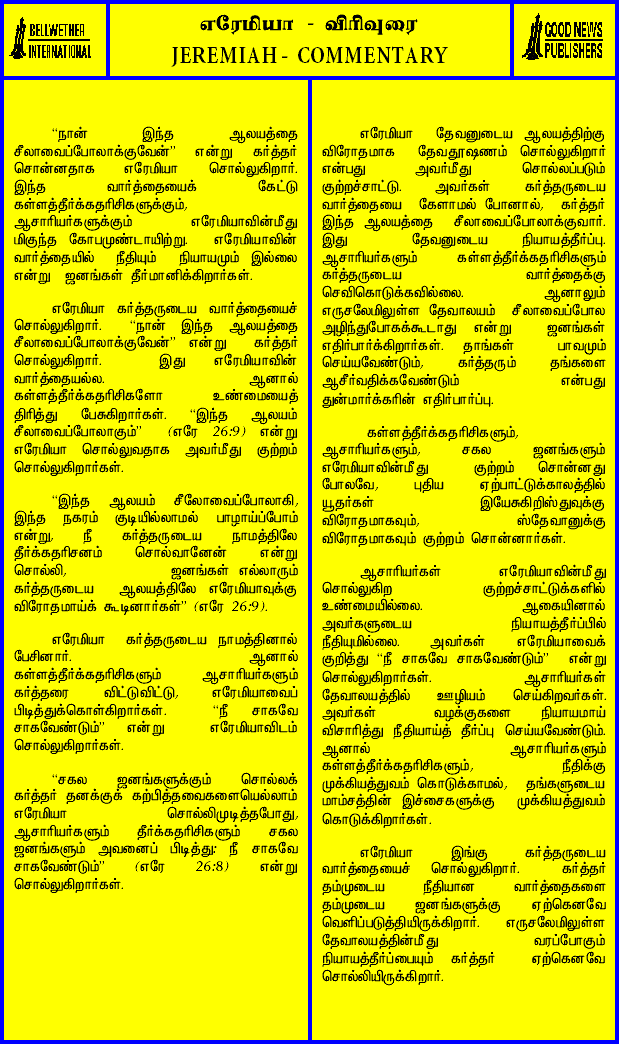 BELLWETHER
INTERNATIONAL
எரேமியா - விரிவுரை
JEREMIAH - COMMENTARY
GOOD NEWS
PUBLISHERS
“நான் இந்த ஆலயத்தை
சீலாவைப்போலாக்குவேன்” என்று கர்த்தர்
சொன்னதாக எரேமியா சொல்லுகிறார்.
இந்த வார்த்தையைக் கேட்டு
கள்ளத்தீர்க்கதரிசிகளுக்கும்,
ஆசாரியர்களுக்கும் எரேமியாவின்மீது
மிகுந்த கோபமுண்டாயிற்று. எரேமியாவின்
வார்த்தையில் நீதியும் நியாயமும் இல்லை
என்று ஜனங்கள் தீர்மானிக்கிறார்கள்.
எரேமியா கர்த்தருடைய வார்த்தையைச்
சொல்லுகிறார். “நான் இந்த ஆலயத்தை
சீலாவைப்போலாக்குவேன்” என்று கர்த்தர்
சொல்லுகிறார். இது எரேமியாவின்
வார்த்தையல்ல. ஆனால்
கள்ளத்தீர்க்கதரிசிகளோ உண்மையைத்
திரித்து பேசுகிறார்கள். “இந்த ஆலயம்
சீலாவைப்போலாகும்” (எரே 26:9) என்று
எரேமியா சொல்லுவதாக அவர்மீது குற்றம்
சொல்லுகிறார்கள்.
“இந்த ஆலயம் சீலோவைப்போலாகி,
இந்த நகரம் குடியில்லாமல் பாழாய்ப்போம்
என்று, நீ கர்த்தருடைய நாமத்திலே
தீர்க்கதரிசனம் சொல்வானேன் என்று
சொல்லி, ஜனங்கள் எல்லாரும்
கர்த்தருடைய ஆலயத்திலே எரேமியாவுக்கு
விரோதமாய்க் கூடினார்கள்” (எரே 26:9).
எரேமியா கர்த்தருடைய நாமத்தினால்
பேசினார். ஆனால்
கள்ளத்தீர்க்கதரிசிகளும் ஆசாரியர்களும்
கர்த்தரை விட்டுவிட்டு, எரேமியாவைப்
பிடித்துக்கொள்கிறார்கள். “நீ சாகவே
சாகவேண்டும்” என்று எரேமியாவிடம்
சொல்லுகிறார்கள்.
“சகல ஜனங்களுக்கும் சொல்லக்
கர்த்தர் தனக்குக் கற்பித்தவைகளையெல்லாம்
எரேமியா சொல்லிமுடித்தபோது,
ஆசாரியர்களும் தீர்க்கதரிசிகளும் சகல
ஜனங்களும் அவனைப் பிடித்து: நீ சாகவே
சாகவேண்டும்” (எரே 26:8) என்று
சொல்லுகிறார்கள்.
எரேமியா தேவனுடைய ஆலயத்திற்கு
விரோதமாக தேவதூஷணம் சொல்லுகிறார்
என்பது அவர்மீது சொல்லப்படும்
குற்றச்சாட்டு. அவர்கள் கர்த்தருடைய
வார்த்தையை கேளாமல் போனால், கர்த்தர்
இந்த ஆலயத்தை சீலாவைப்போலாக்குவார்.
இது தேவனுடைய நியாயத்தீர்ப்பு.
ஆசாரியர்களும் கள்ளத்தீர்க்கதரிசிகளும்
கர்த்தருடைய வார்த்தைக்கு
செவிகொடுக்கவில்லை. ஆனாலும்
எருசலேமிலுள்ள தேவாலயம் சீலாவைப்போல
அழிந்துபோகக்கூடாது என்று ஜனங்கள்
எதிர்பார்க்கிறார்கள். தாங்கள் பாவமும்
செய்யவேண்டும், கர்த்தரும் தங்களை
ஆசீர்வதிக்கவேண்டும் என்பது
துன்மார்க்கரின் எதிர்பார்ப்பு.
கள்ளத்தீர்க்கதரிசிகளும்,
ஆசாரியர்களும், சகல ஜனங்களும்
எரேமியாவின்மீது குற்றம் சொன்னது
போலவே, புதிய ஏற்பாட்டுக்காலத்தில்
யூதர்கள் இயேசுகிறிஸ்துவுக்கு
விரோதமாகவும், ஸ்தேவானுக்கு
விரோதமாகவும் குற்றம் சொன்னார்கள்.
ஆசாரியர்கள் எரேமியாவின்மீது
சொல்லுகிற குற்றச்சாட்டுக்களில்
உண்மையில்லை. ஆகையினால்
அவர்களுடைய நியாயத்தீர்ப்பில்
நீதியுமில்லை. அவர்கள் எரேமியாவைக்
குறித்து “நீ சாகவே சாகவேண்டும்” என்று
சொல்லுகிறார்கள். ஆசாரியர்கள்
தேவாலயத்தில் ஊழியம் செய்கிறவர்கள்.
அவர்கள் வழக்குகளை நியாயமாய்
விசாரித்து நீதியாய்த் தீர்ப்பு செய்யவேண்டும்.
ஆனால் ஆசாரியர்களும்
கள்ளத்தீர்க்கதரிசிகளும், நீதிக்கு
முக்கியத்துவம் கொடுக்காமல், தங்களுடைய
மாம்சத்தின் இச்சைகளுக்கு முக்கியத்துவம்
கொடுக்கிறார்கள்.
எரேமியா இங்கு கர்த்தருடைய
வார்த்தையைச் சொல்லுகிறார். கர்த்தர்
தம்முடைய நீதியான வார்த்தைகளை
தம்முடைய ஜனங்களுக்கு ஏற்கெனவே
வெளிப்படுத்தியிருக்கிறார். எருசலேமிலுள்ள
தேவாலயத்தின்மீது வரப்போகும்
நியாயத்தீர்ப்பையும் கர்த்தர் ஏற்கெனவே
சொல்லியிருக்கிறார்.